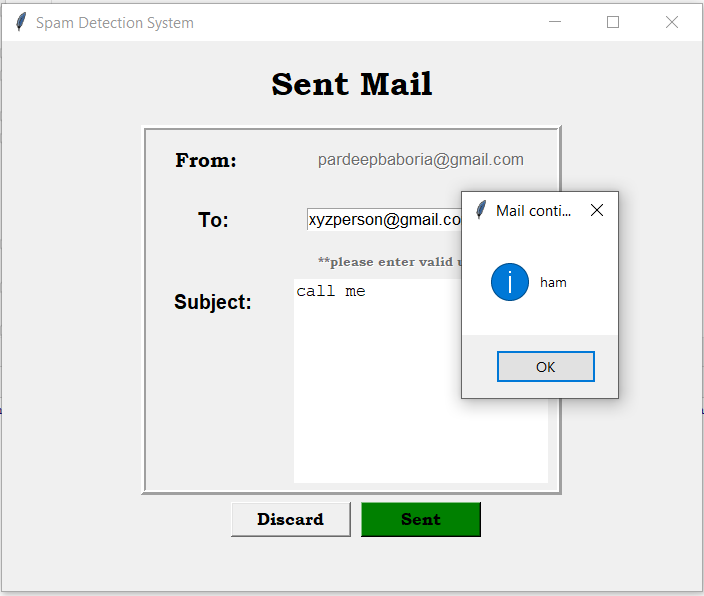 Spam Detection System
Sent Mail
From:
pardeepbaboria@gmail.com
To:
xyzperson@gmail.co
**please enter valid u
Subject:
call me
Mail conti...
ham
OK
Discard
Sent